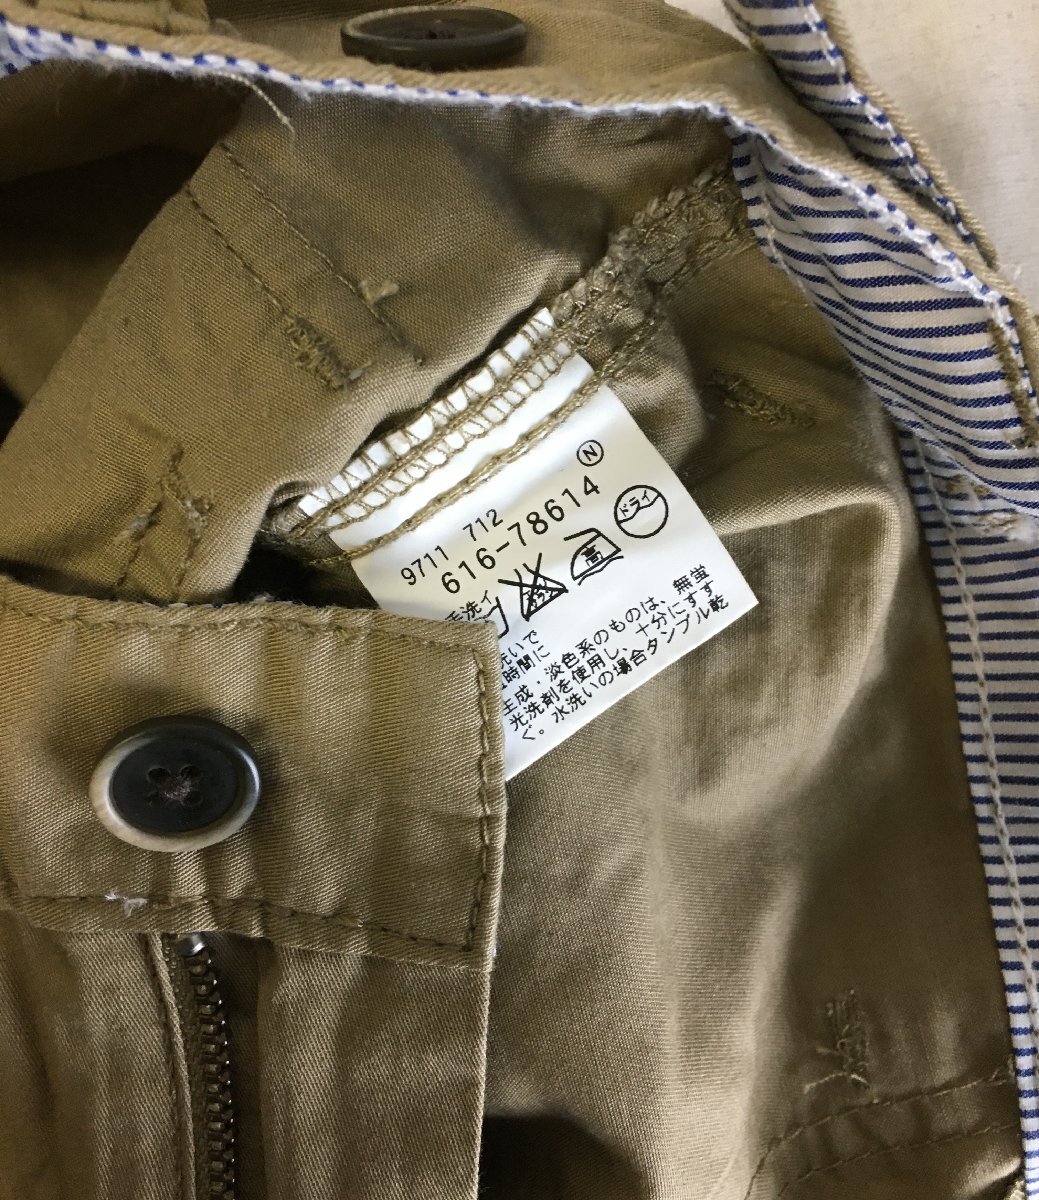 9711 712 Ⓝ
616-78614
手洗イ 高 ドライ
洗いで
時間に
生成・淡色系のものは、無蛍
光洗剤を使用し、十分にすす
ぐ。水洗いの場合タンブル乾